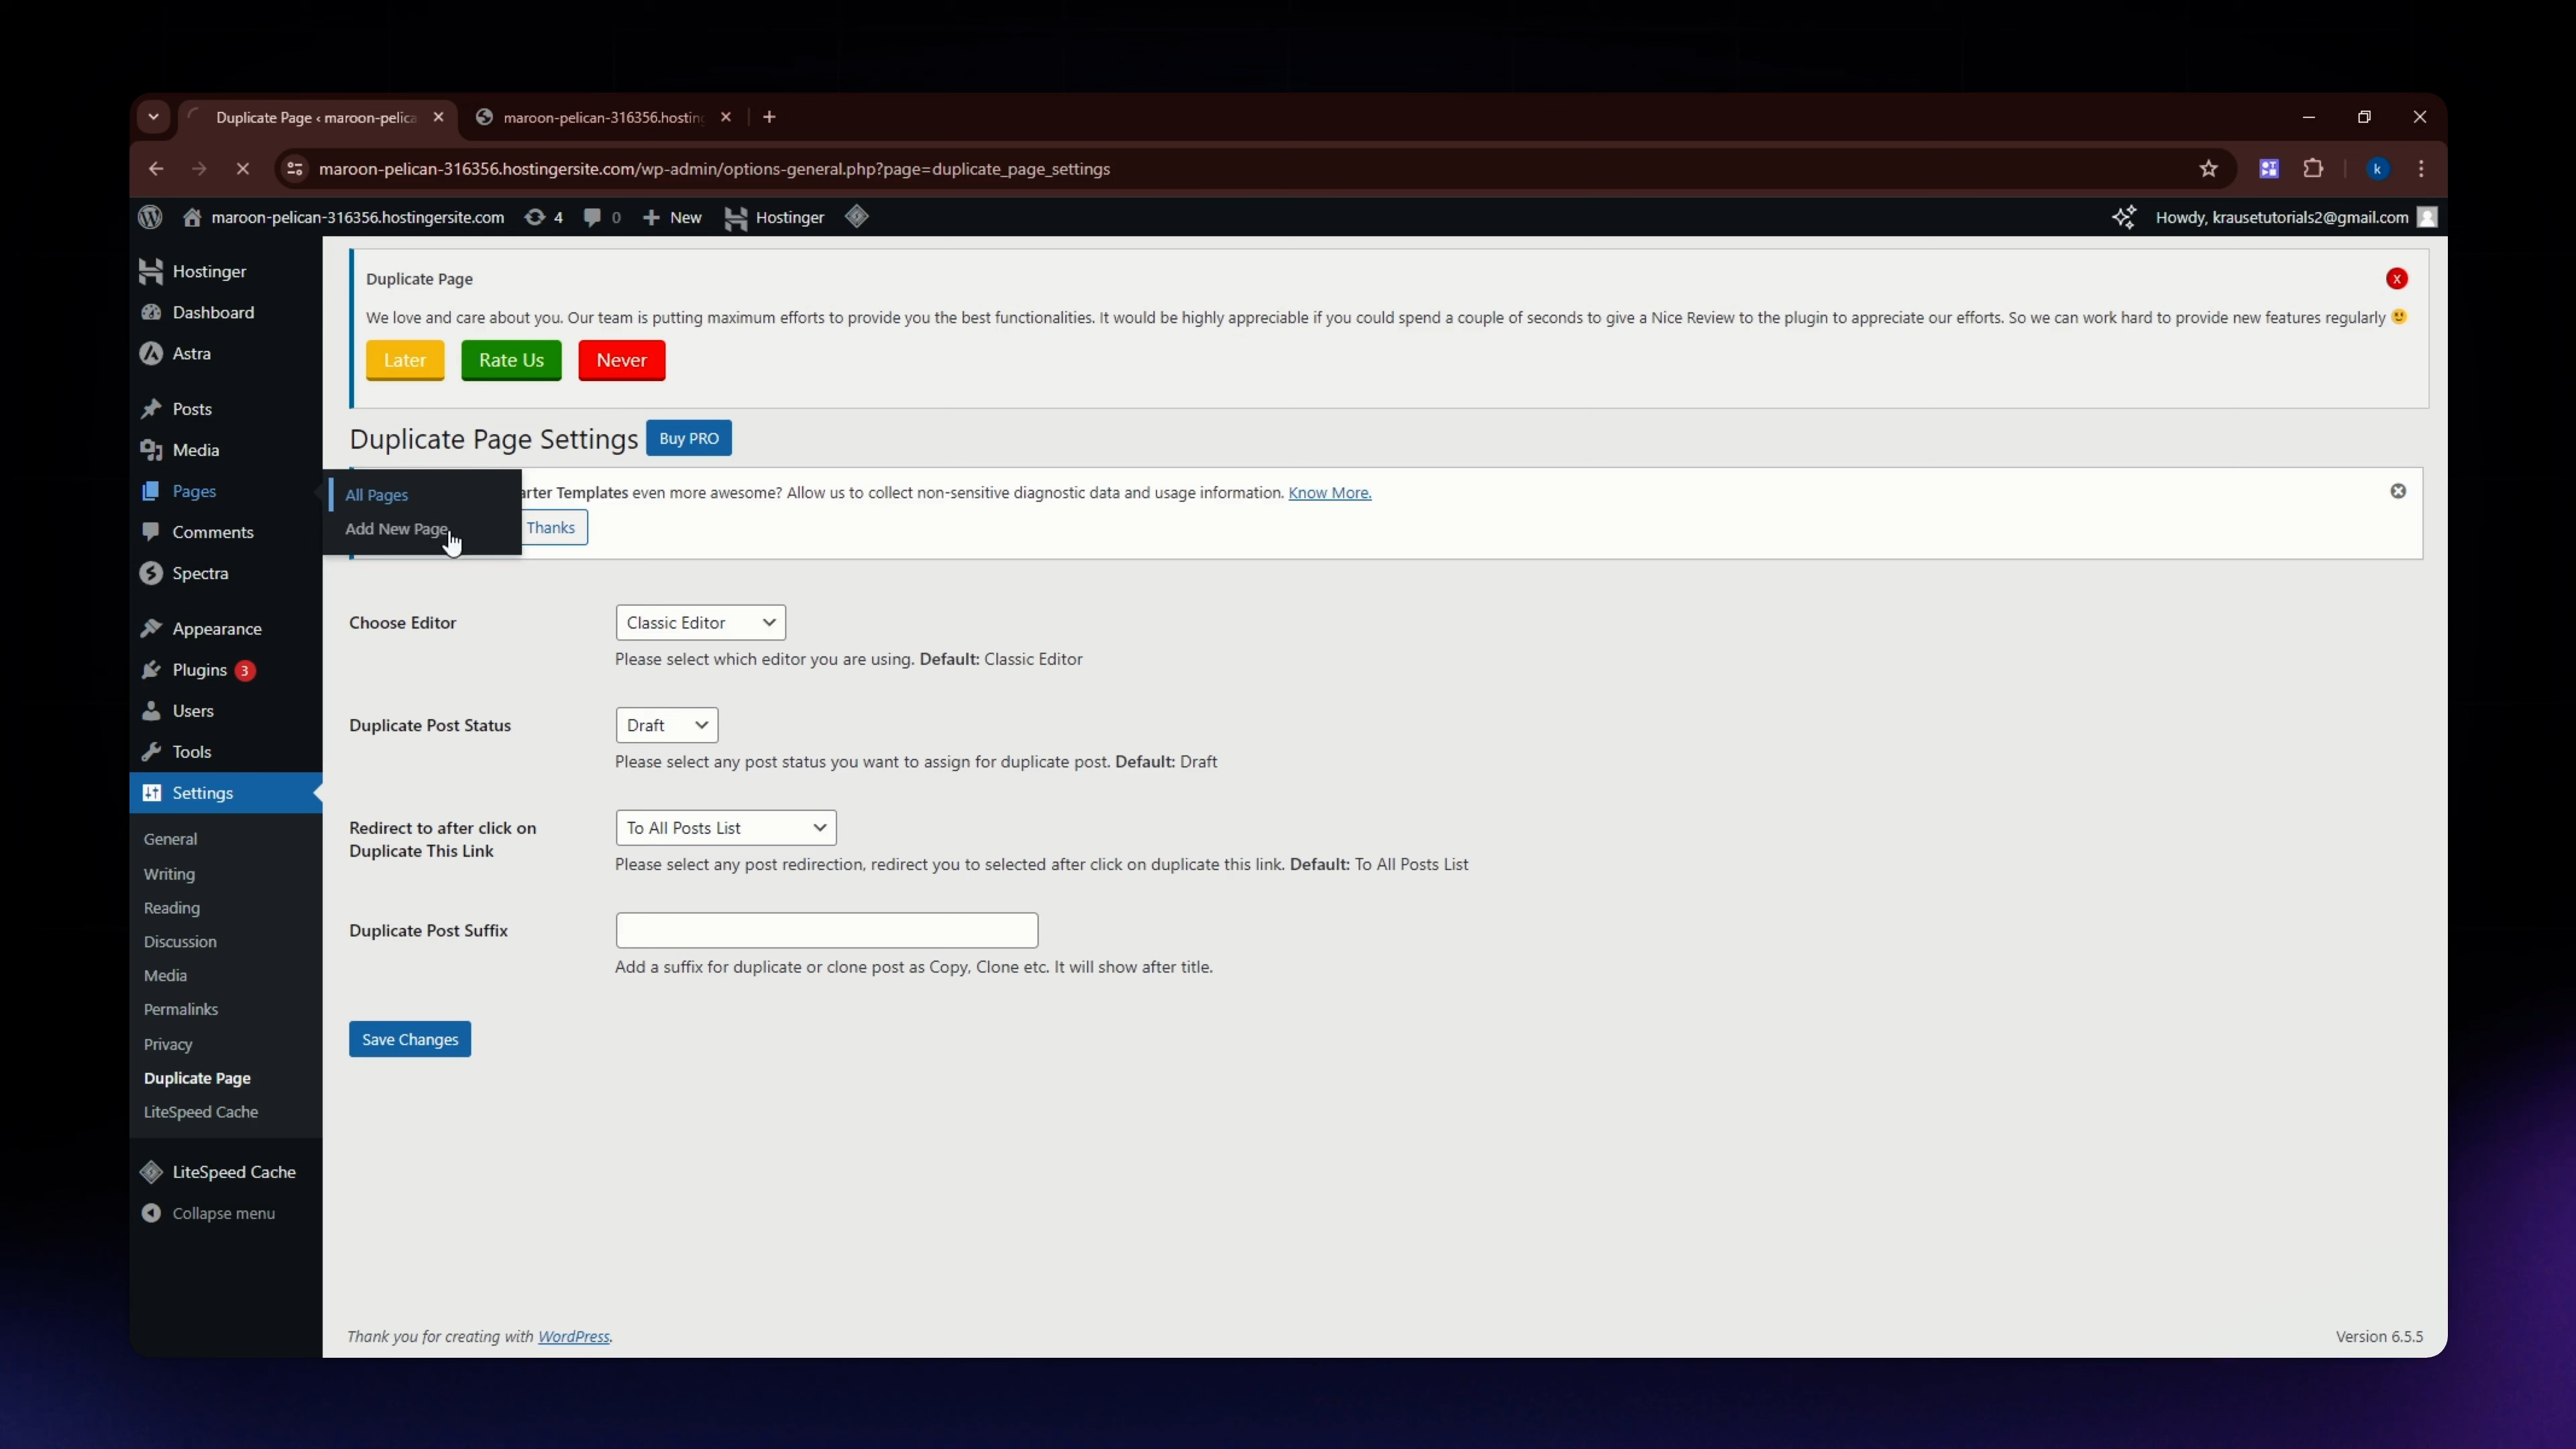 Duplicate Page ‹ maroon-pelica
maroon-pelican-316356.hosting
maroon-pelican-316356.hostingersite.com/wp-admin/options-general.php?page=duplicate_page_settings
k
maroon-pelican-316356.hostingersite.com
4
0
New
Hostinger
Howdy, krausetutorials2@gmail.com
Hostinger
Dashboard
Astra
Posts
Media
Pages
All Pages
Add New Page
Comments
Spectra
Appearance
Plugins 3
Users
Tools
Settings
General
Writing
Reading
Discussion
Media
Permalinks
Privacy
Duplicate Page
LiteSpeed Cache
LiteSpeed Cache
Collapse menu
Duplicate Page
X
We love and care about you. Our team is putting maximum efforts to provide you the best functionalities. It would be highly appreciable if you could spend a couple of seconds to give a Nice Review to the plugin to appreciate our efforts. So we can work hard to provide new features regularly 🙂
Later
Rate Us
Never
Duplicate Page Settings
Buy PRO
arter Templates even more awesome? Allow us to collect non-sensitive diagnostic data and usage information. Know More.
Thanks
Choose Editor
Classic Editor
Please select which editor you are using. Default: Classic Editor
Duplicate Post Status
Draft
Please select any post status you want to assign for duplicate post. Default: Draft
Redirect to after click on
Duplicate This Link
To All Posts List
Please select any post redirection, redirect you to selected after click on duplicate this link. Default: To All Posts List
Duplicate Post Suffix
Add a suffix for duplicate or clone post as Copy, Clone etc. It will show after title.
Save Changes
Thank you for creating with WordPress.
Version 6.5.5